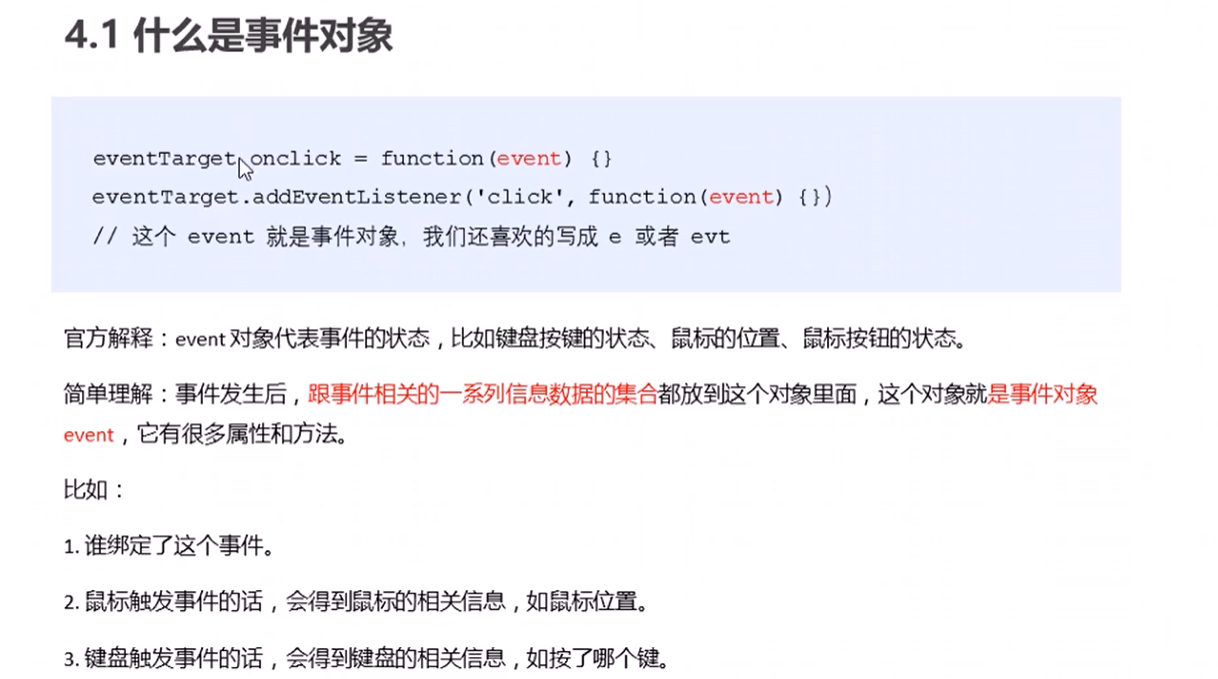 4.1 什么是事件对象
eventTarget.onclick = function(event) {}
eventTarget.addEventListener('click', function(event) {})
// 这个 event 就是事件对象，我们还喜欢的写成 e 或者 evt
官方解释：event 对象代表事件的状态，比如键盘按键的状态、鼠标的位置、鼠标按钮的状态。
简单理解：事件发生后，跟事件相关的一系列信息数据的集合都放到这个对象里面，这个对象就是事件对象
event，它有很多属性和方法。
比如：
1. 谁绑定了这个事件。
2. 鼠标触发事件的话，会得到鼠标的相关信息，如鼠标位置。
3. 键盘触发事件的话，会得到键盘的相关信息，如按了哪个键。